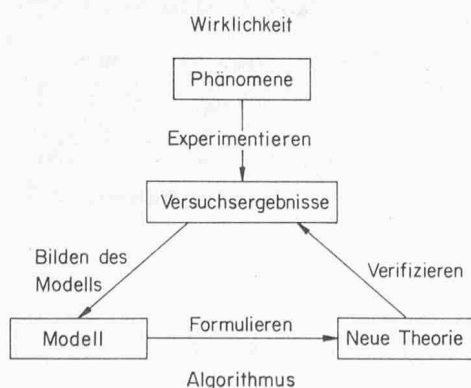 Wirklichkeit
Phänomene
Experimentieren
Versuchsergebnisse
Bilden des
Modells
Verifizieren
Modell
Formulieren
Neue Theorie
Algorithmus